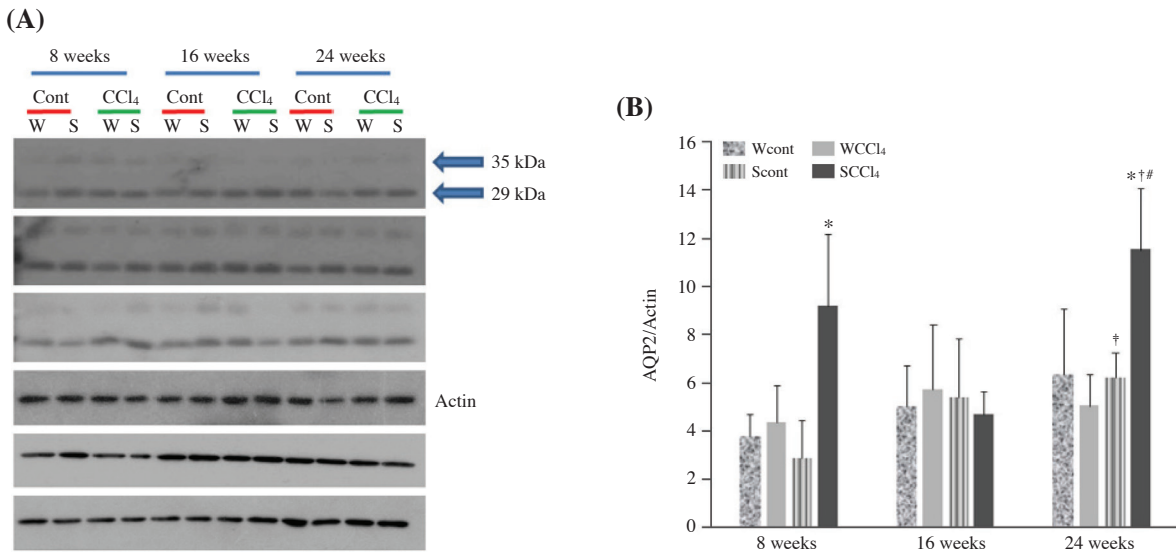 (A)
8 weeks 16 weeks 24 weeks
Cont CCl₄ Cont CCl₄ Cont CCl₄
W S W S W S W S W S W S
35 kDa
29 kDa
Actin
(B)
16
14
12
10
8
6
4
2
0
AQP2/Actin
Wcont WCCl₄
Scont SCCl₄
*
†
*†#
8 weeks 16 weeks 24 weeks